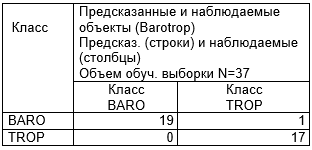 Класс
Предсказанные и наблюдаемые
объекты (Barotrop)
Предсказ. (строки) и наблюдаемые
(столбцы)
Объем обуч. выборки N=37
Класс BARO
Класс TROP
BARO 19 1
TROP 0 17